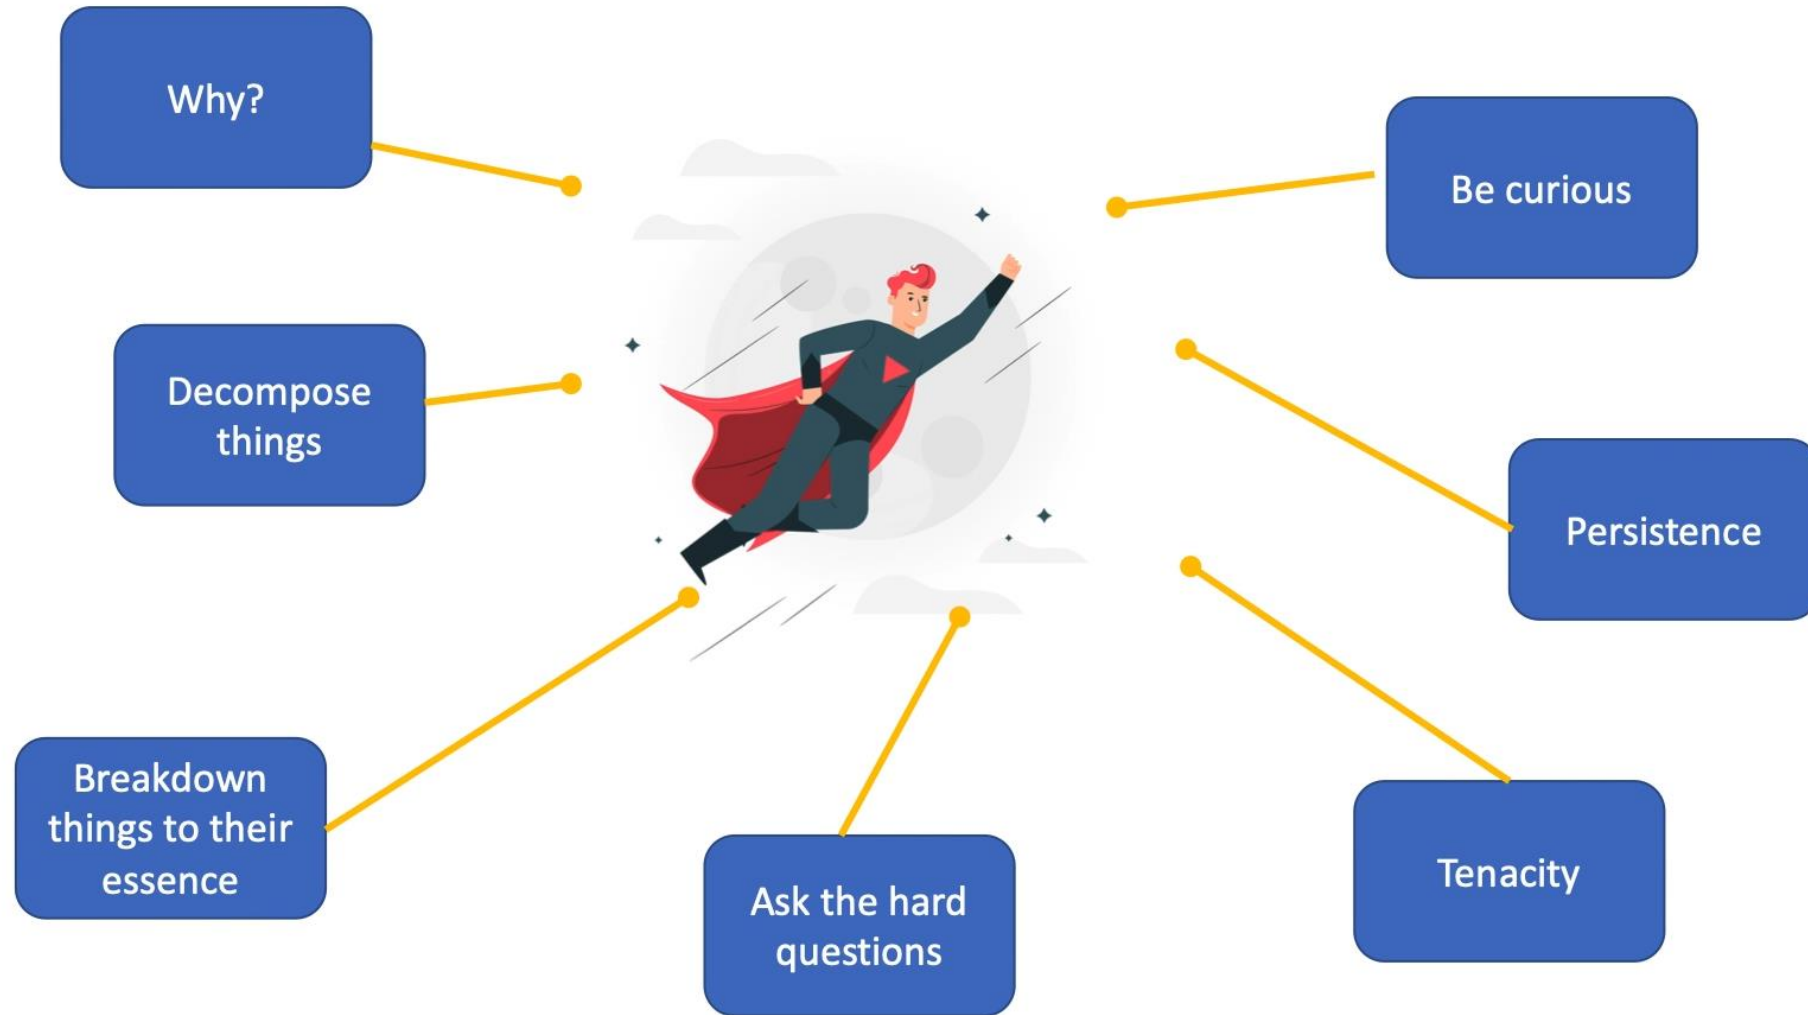 Why?
Be curious
Decompose
things
Persistence
Breakdown
things to their
essence
Ask the hard
questions
Tenacity